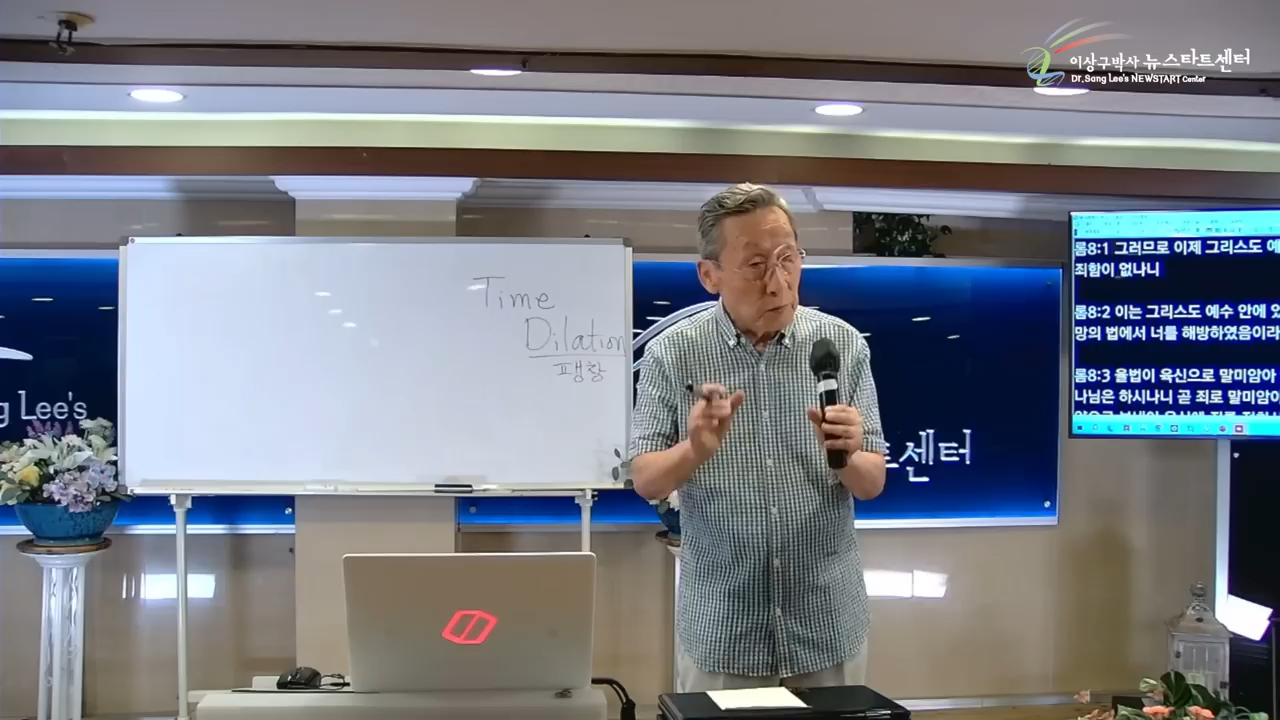 이상구박사 뉴스타트센터
Dr. Sang Lee's NEWSTART Center
Time
Dilation
팽창
Lee's
트센터
롬8:1 그러므로 이제 그리스도 예
죄함이 없나니
롬8:2 이는 그리스도 예수 안에
망의 법에서 너를 해방하였음이라
롬8:3 율법이 육신으로 말미암아
나님은 하시나니 곧 죄로 말미암아